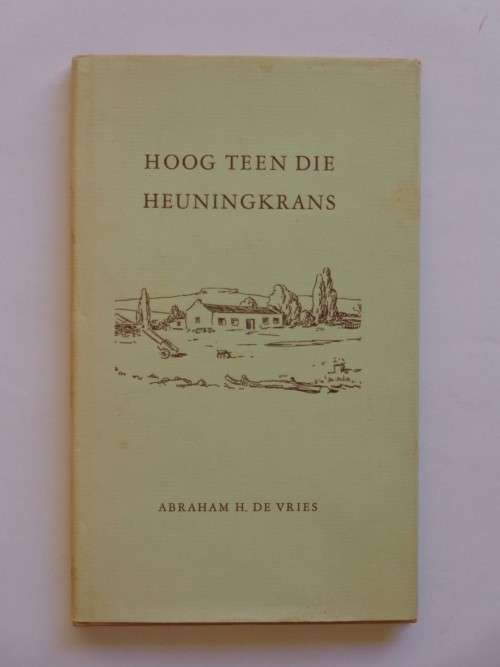 HOOG TEEN DIE
HEUNINGKRANS
ABRAHAM H. DE VRIES